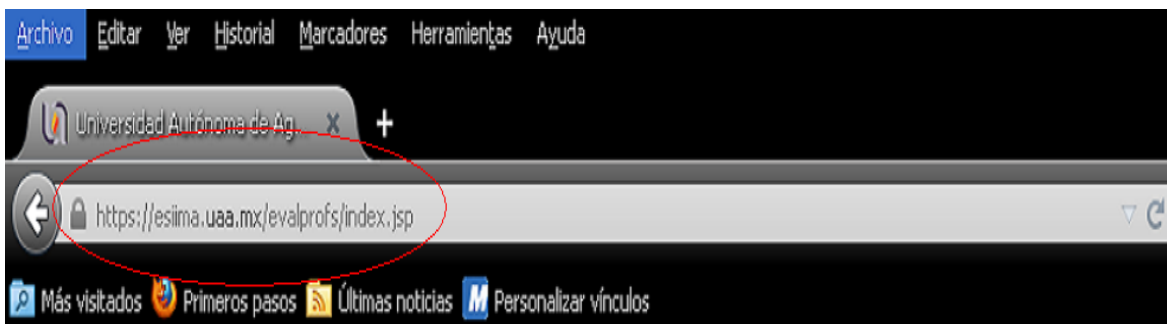 Archivo Editar Ver Historial Marcadores Herramientas Ayuda
Universidad Autónoma de Ag...
https://esiima.uaa.mx/evalprofs/index.jsp
Más visitados Primeros pasos Últimas noticias Personalizar vínculos